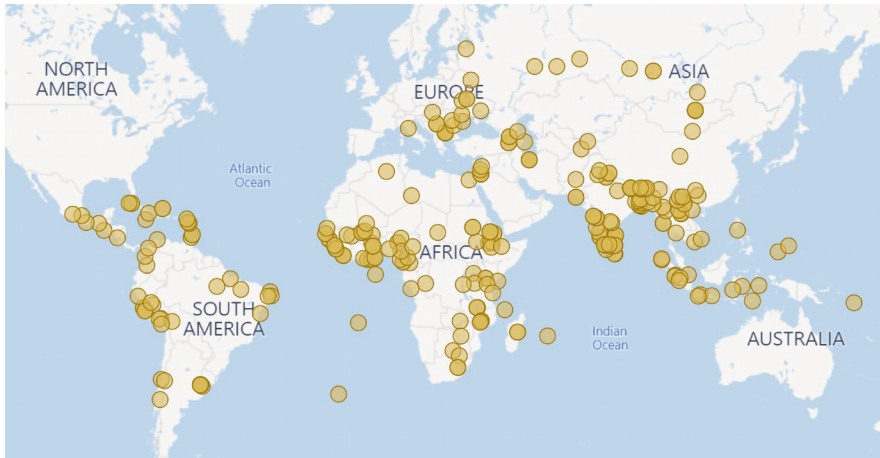 NORTH
AMERICA
EUROPE
ASIA
Atlantic
Ocean
AFRICA
SOUTH
AMERICA
Indian
Ocean
AUSTRALIA